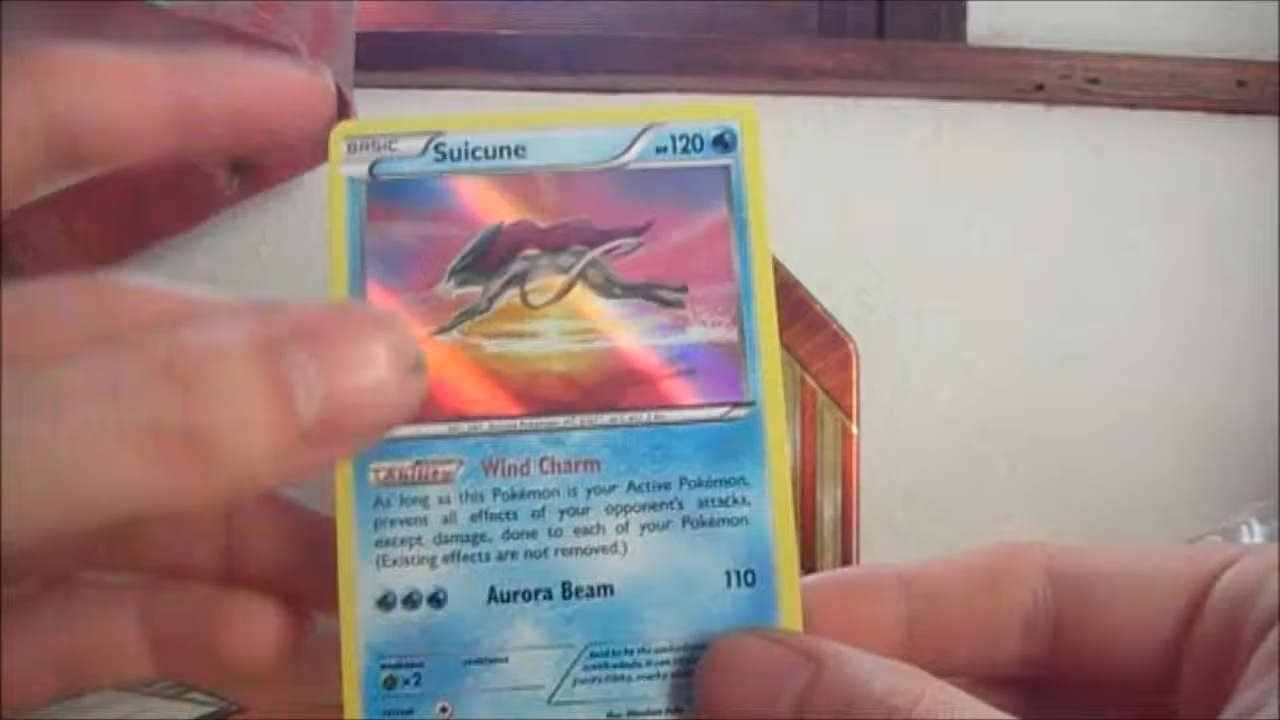 BASIC Suicune HP120
Ability Wind Charm
As long as this Pokémon is your Active Pokémon,
prevent all effects of your opponent's attacks,
except damage, done to each of your Pokémon.
(Existing effects are not removed.)
Aurora Beam 110
weakness resistance
×2